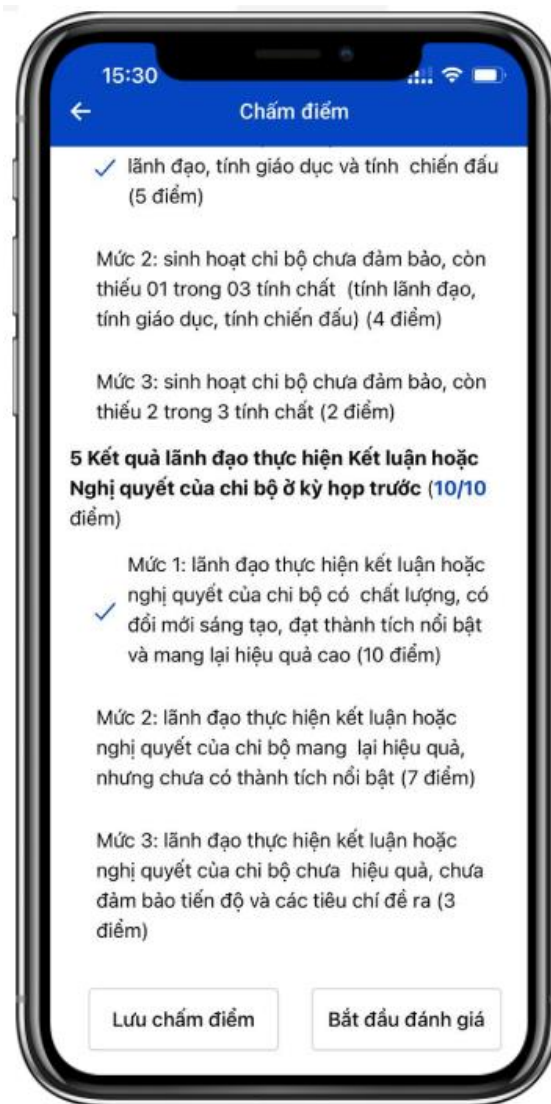 15:30
Chấm điểm
lãnh đạo, tính giáo dục và tính chiến đấu
(5 điểm)
Mức 2: sinh hoạt chi bộ chưa đảm bảo, còn
thiếu 01 trong 03 tính chất (tính lãnh đạo,
tính giáo dục, tính chiến đấu) (4 điểm)
Mức 3: sinh hoạt chi bộ chưa đảm bảo, còn
thiếu 2 trong 3 tính chất (2 điểm)
5 Kết quả lãnh đạo thực hiện Kết luận hoặc
Nghị quyết của chi bộ ở kỳ họp trước (10/10
điểm)
Mức 1: lãnh đạo thực hiện kết luận hoặc
nghị quyết của chi bộ có chất lượng, có
đổi mới sáng tạo, đạt thành tích nổi bật
và mang lại hiệu quả cao (10 điểm)
Mức 2: lãnh đạo thực hiện kết luận hoặc
nghị quyết của chi bộ mang lại hiệu quả,
nhưng chưa có thành tích nổi bật (7 điểm)
Mức 3: lãnh đạo thực hiện kết luận hoặc
nghị quyết của chi bộ chưa hiệu quả, chưa
đảm bảo tiến độ và các tiêu chí đề ra (3
điểm)
Lưu chấm điểm
Bắt đầu đánh giá